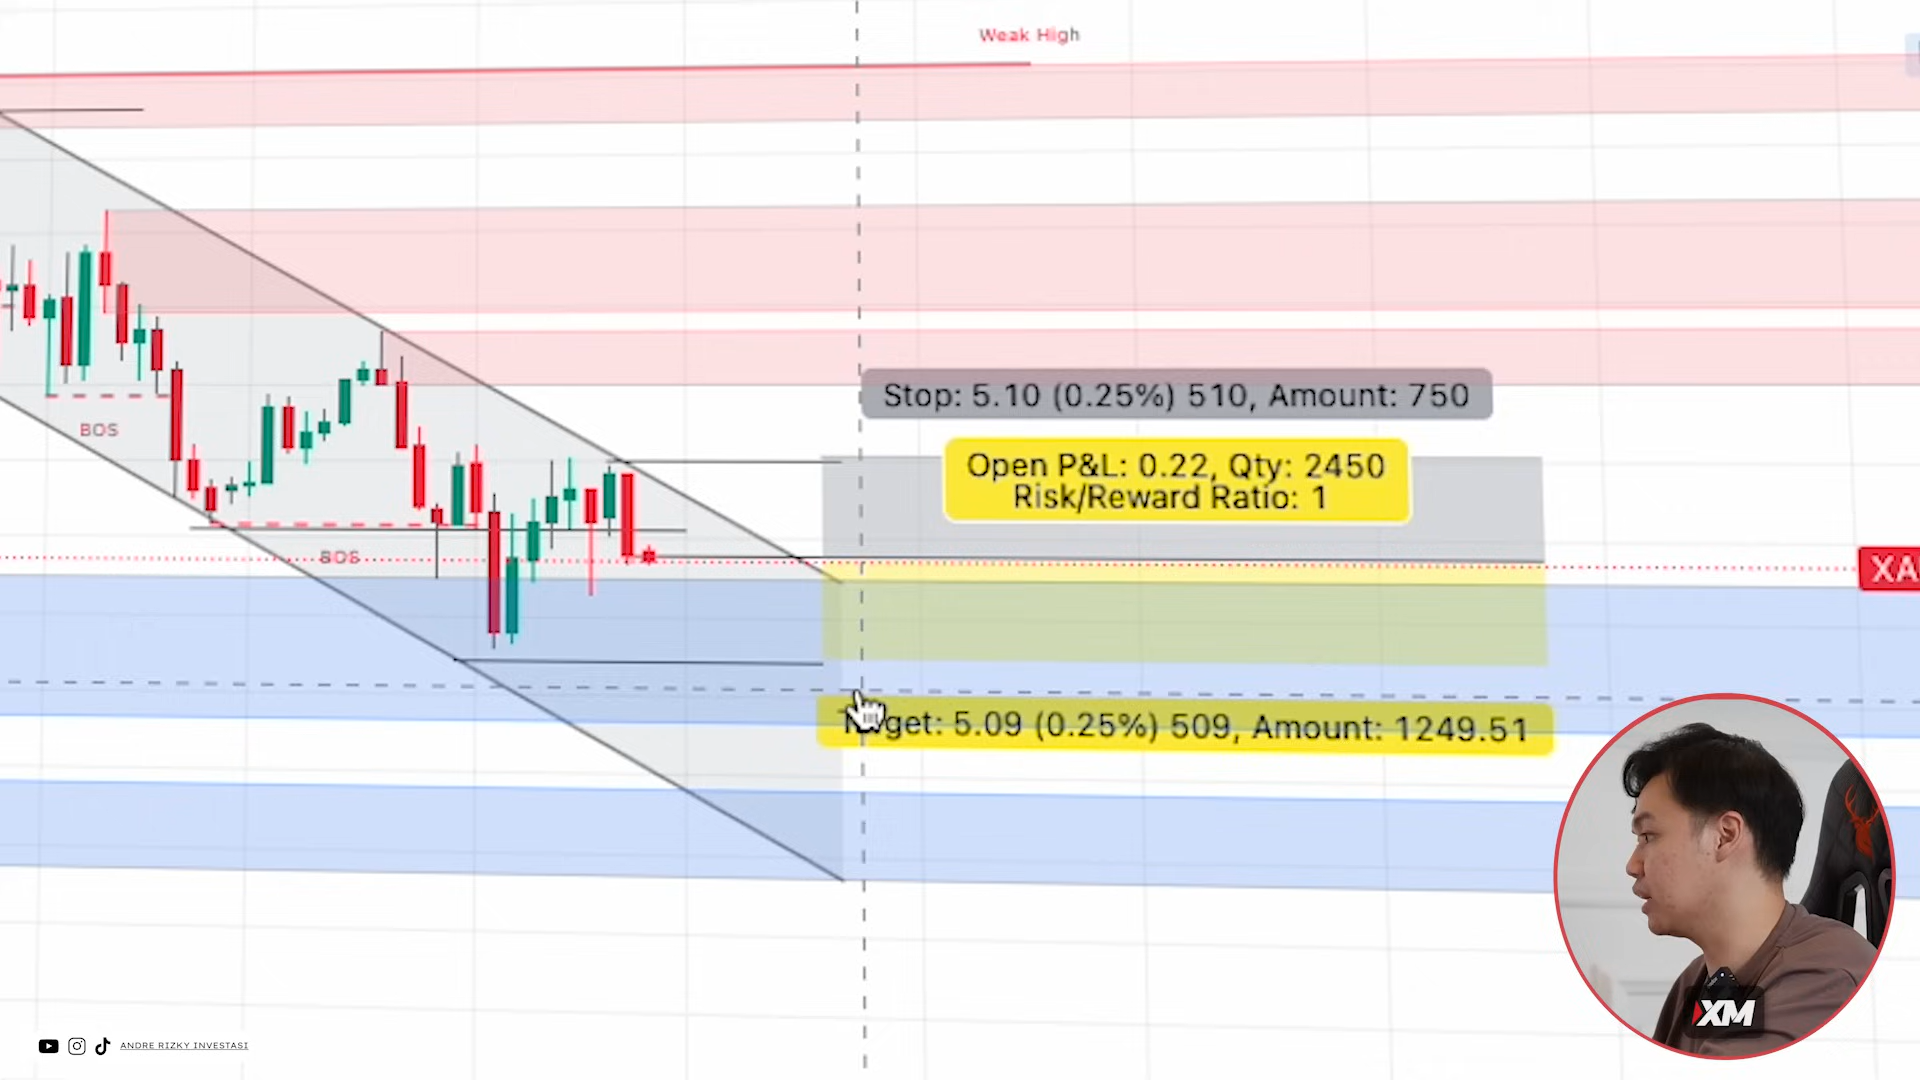 Weak High
Stop: 5.10 (0.25%) 510, Amount: 750
BOS
Open P&L: 0.22, Qty: 2450
Risk/Reward Ratio: 1
BOS
XA
get: 5.09 (0.25%) 509, Amount: 1249.51
XM
ANDRE RIZKY INVESTASI